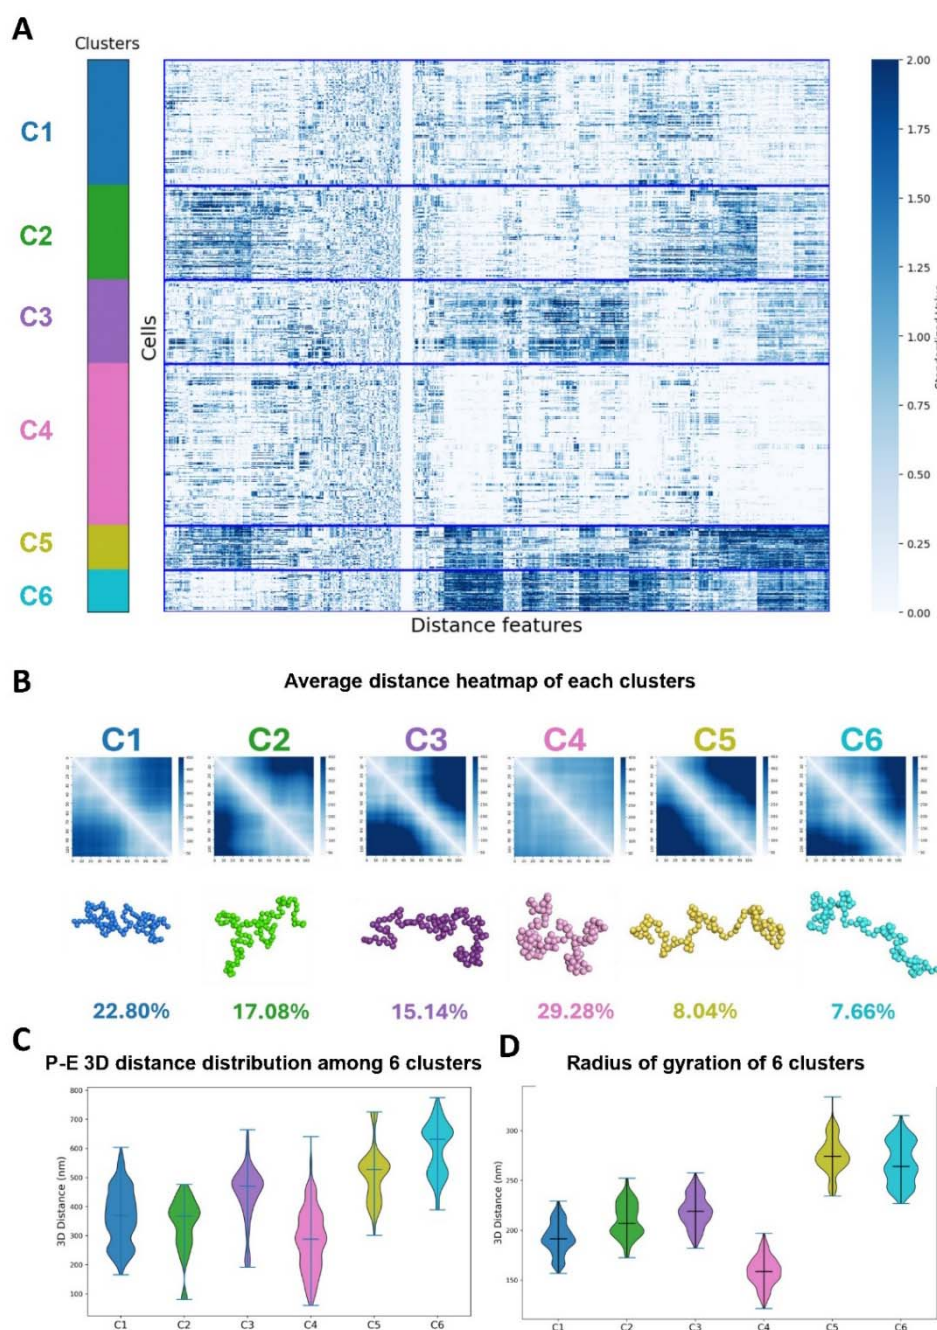 A
Clusters
C1
C2
C3
C4
C5
C6
Cells
Distance features
2.00
1.75
1.50
1.25
1.00
0.75
0.50
0.25
0.00
B
Average distance heatmap of each clusters
C1 C2 C3 C4 C5 C6
22.80% 17.08% 15.14% 29.28% 8.04% 7.66%
C
P-E 3D distance distribution among 6 clusters
3D Distance (nm)
800
700
600
500
400
300
200
100
C1 C2 C3 C4 C5 C6
D
Radius of gyration of 6 clusters
3D Distance (nm)
300
250
200
150
C1 C2 C3 C4 C5 C6